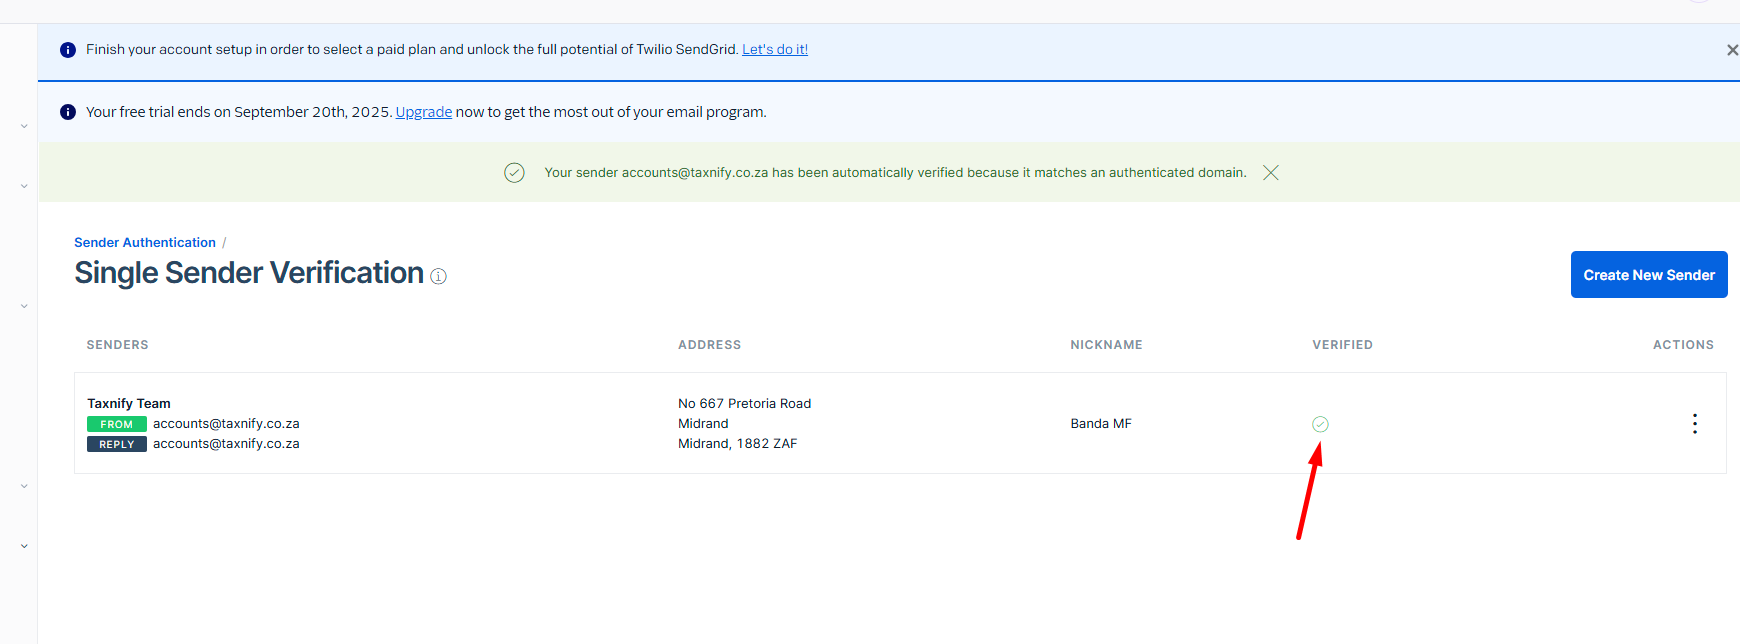 Finish your account setup in order to select a paid plan and unlock the full potential of Twilio SendGrid. Let's do it!
Your free trial ends on September 20th, 2025. Upgrade now to get the most out of your email program.
Your sender accounts@taxnify.co.za has been automatically verified because it matches an authenticated domain.
Sender Authentication /
Single Sender Verification
Create New Sender
SENDERS ADDRESS NICKNAME VERIFIED ACTIONS
Taxnify Team No 667 Pretoria Road
FROM accounts@taxnify.co.za Midrand Banda MF
REPLY accounts@taxnify.co.za Midrand, 1882 ZAF